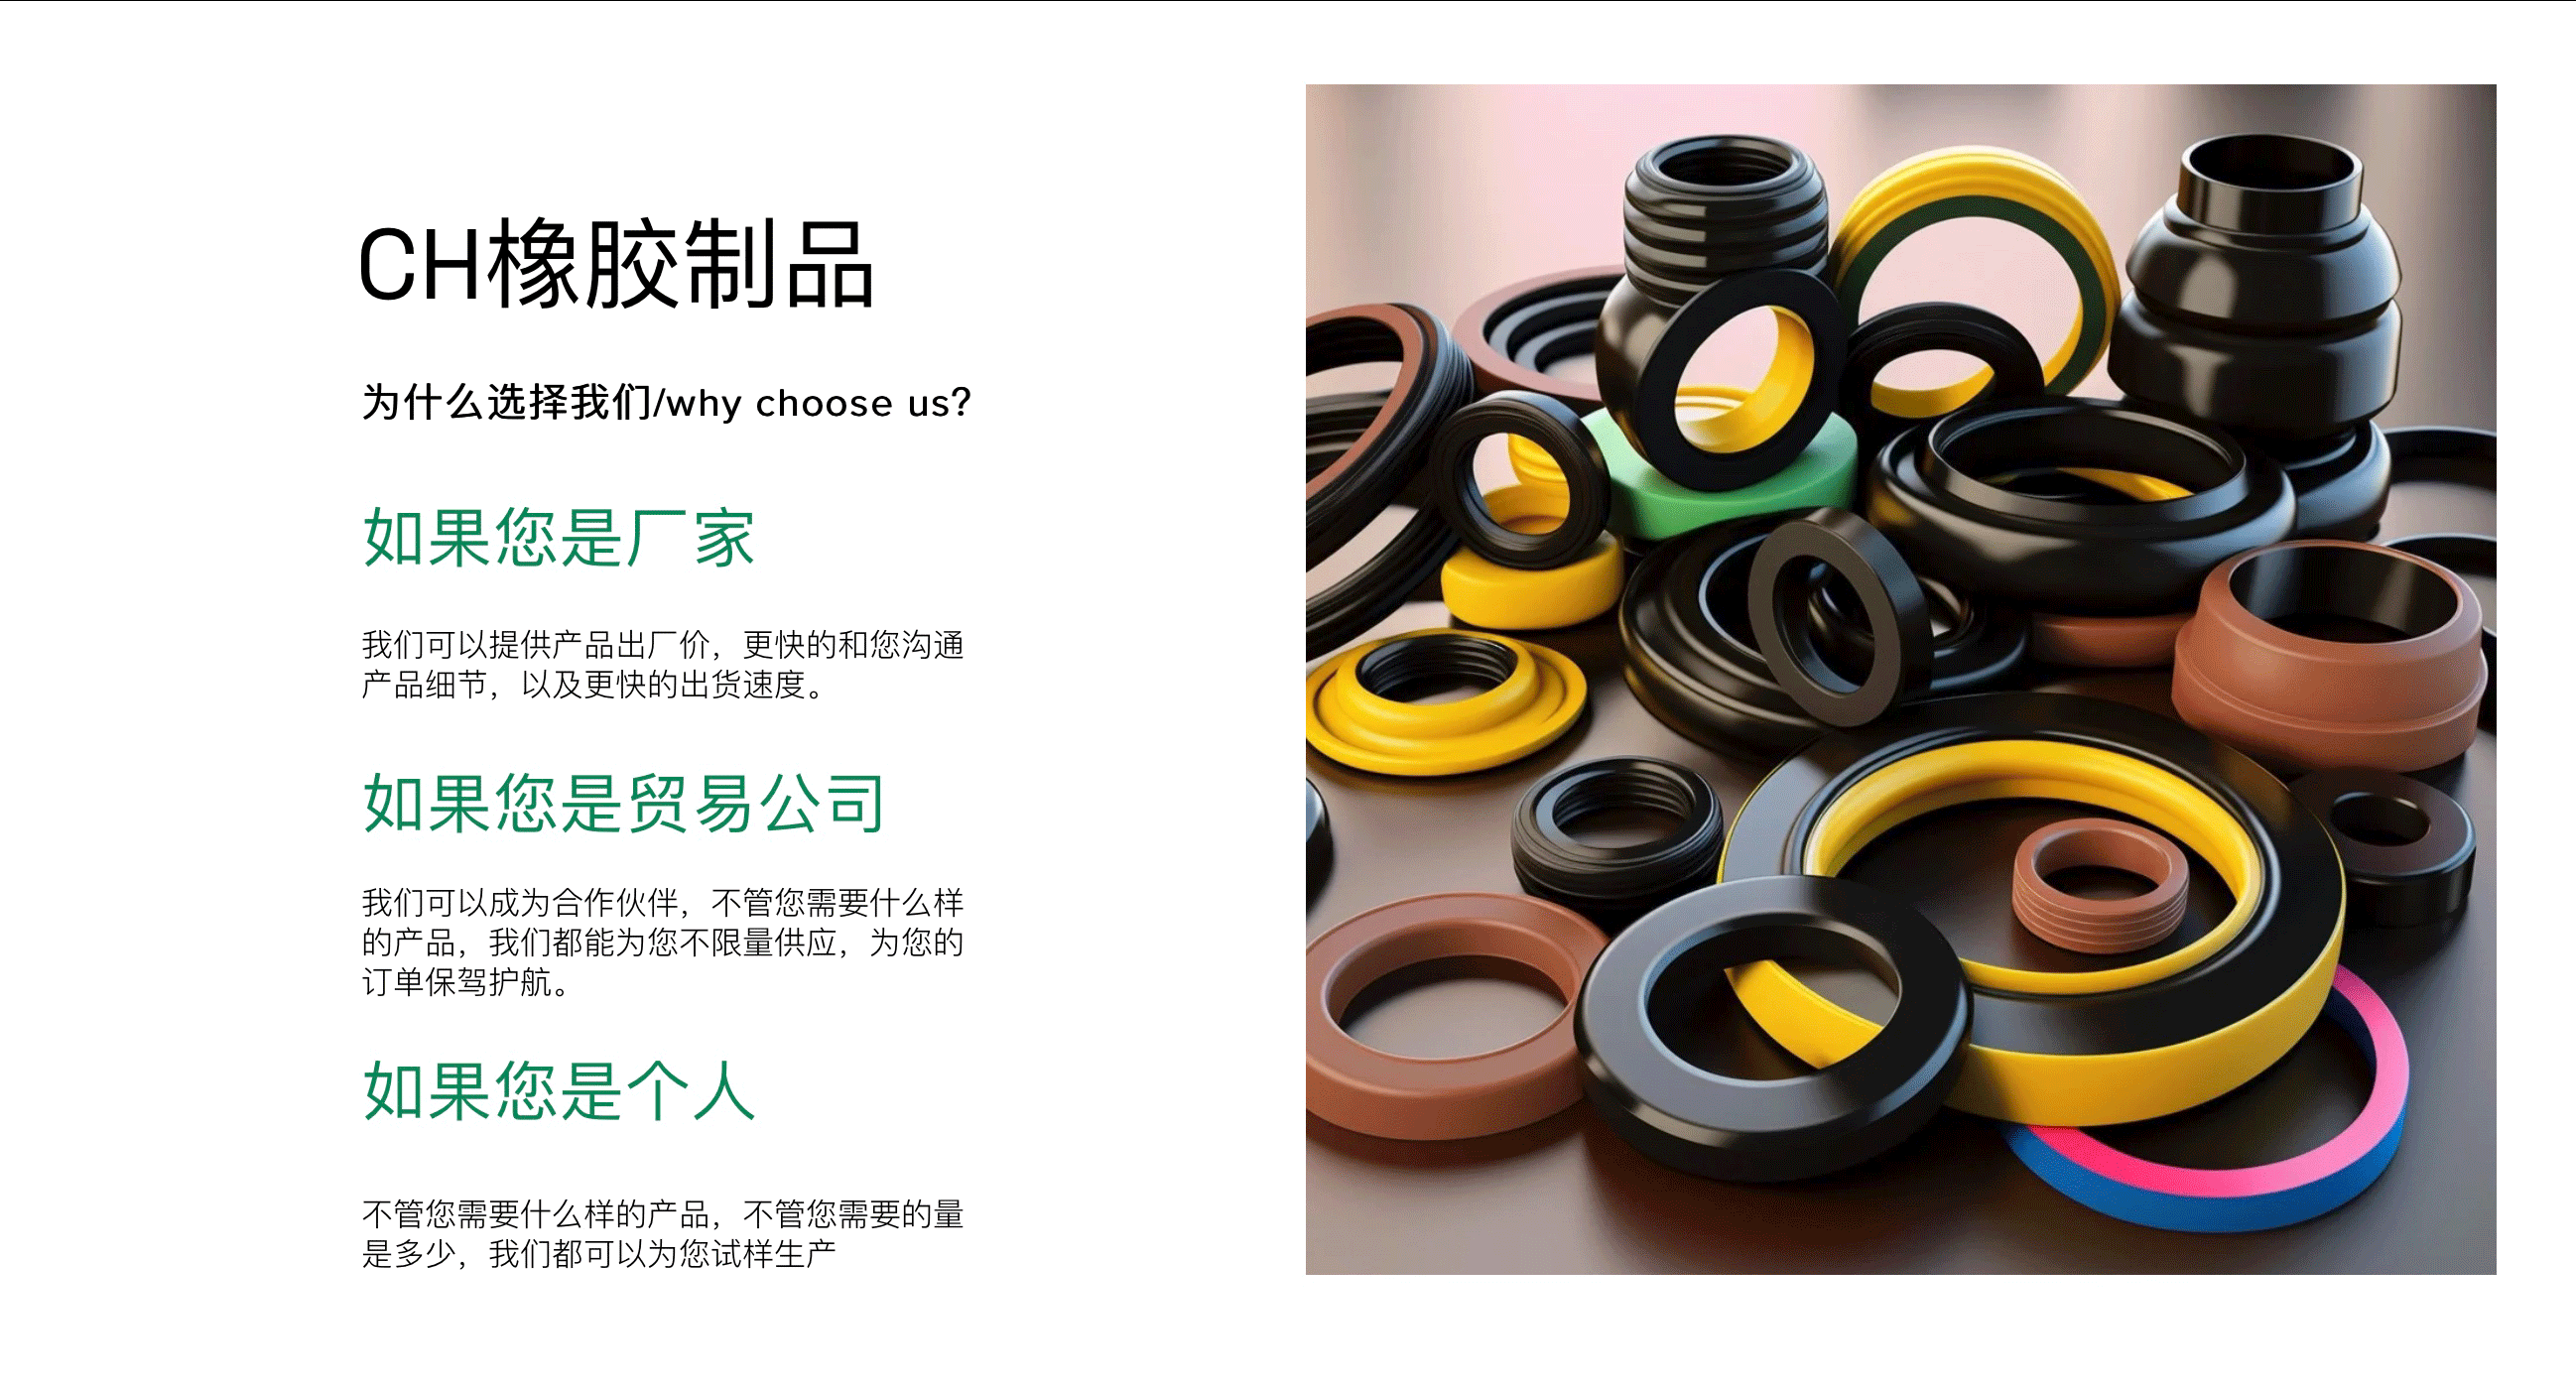 CH橡胶制品
为什么选择我们/why choose us?
如果您是厂家
我们可以提供产品出厂价，更快的和您沟通
产品细节，以及更快的出货速度。
如果您是贸易公司
我们可以成为合作伙伴，不管您需要什么样
的产品，我们都能为您不限量供应，为您的
订单保驾护航。
如果您是个人
不管您需要什么样的产品，不管您需要的量
是多少，我们都可以为您试样生产